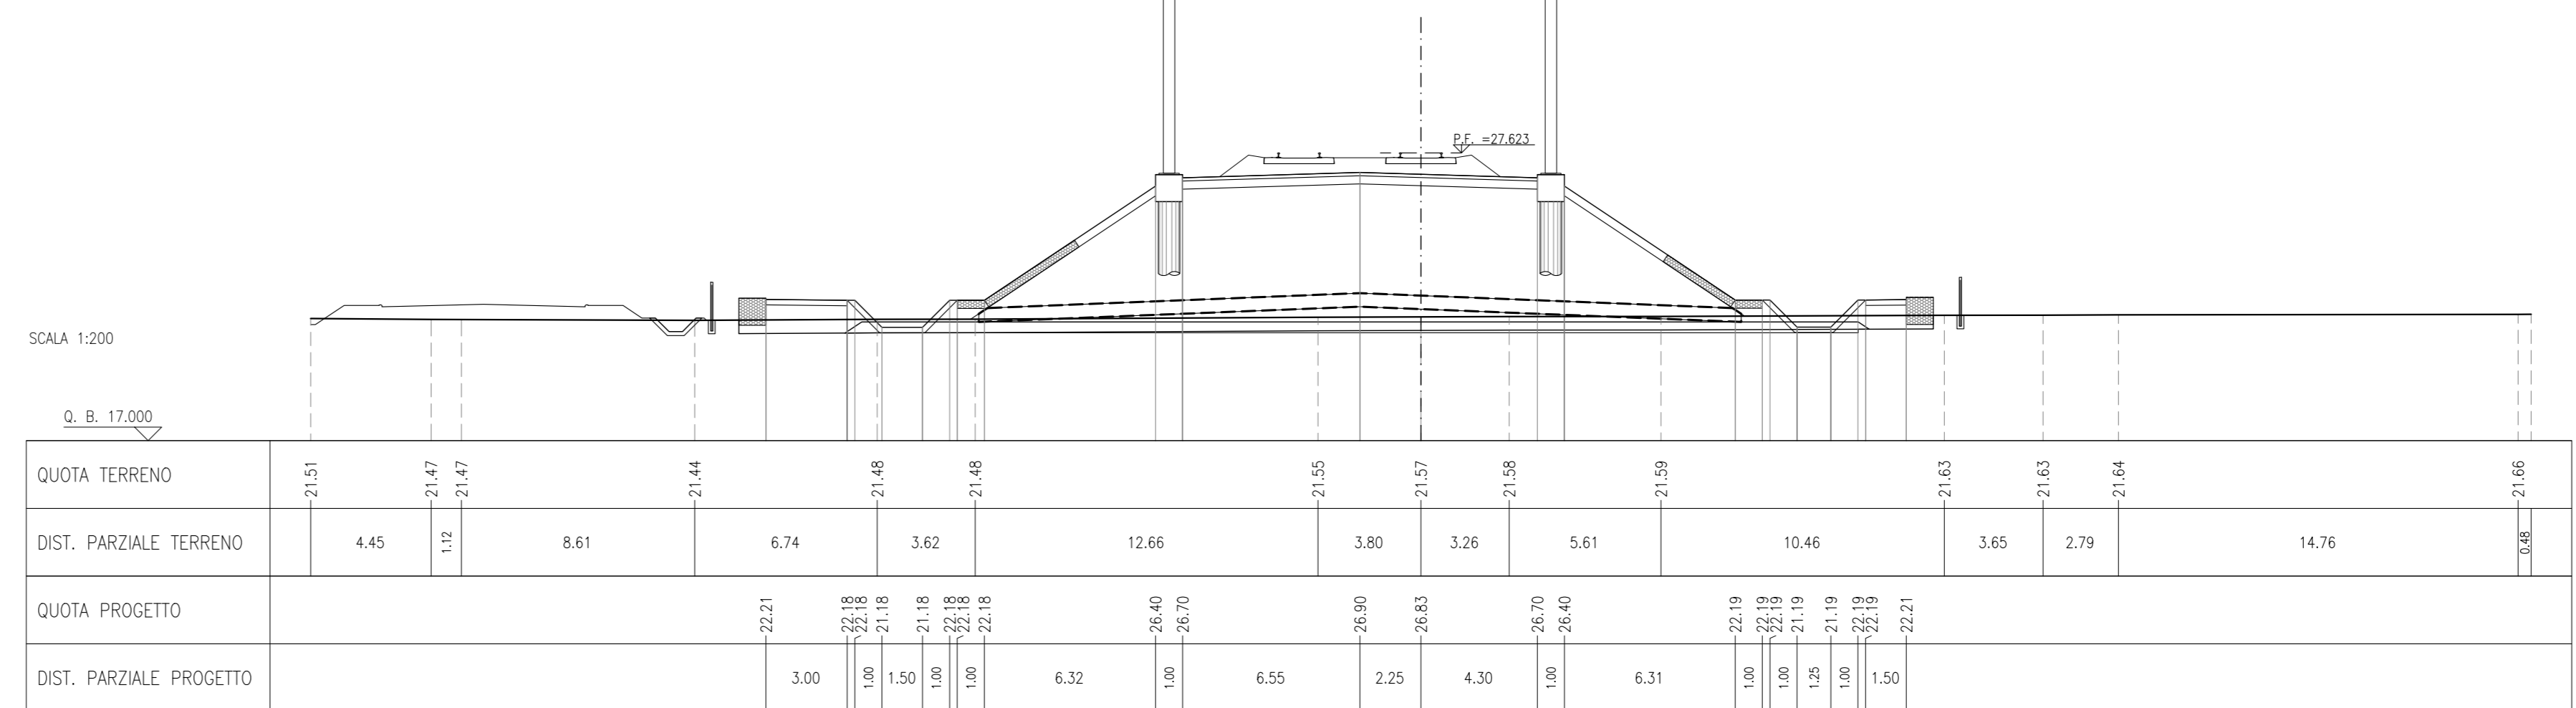 P.F. =27.623
SCALA 1:200
Q. B. 17.000
QUOTA TERRENO 21.51 21.47 21.47 21.44 21.48 21.48 21.55 21.57 21.58 21.59 21.63 21.63 21.64 21.66
DIST. PARZIALE TERRENO 4.45 1.12 8.61 6.74 3.62 12.66 3.80 3.26 5.61 10.46 3.65 2.79 14.76 0.48
QUOTA PROGETTO 22.21 22.18 22.18 21.18 21.18 22.18 22.18 22.18 26.40 26.70 26.90 26.83 26.70 26.40 22.19 22.19 22.19 21.19 21.19 22.19 22.19 22.21
DIST. PARZIALE PROGETTO 3.00 1.00 1.50 1.00 1.00 6.32 1.00 6.55 2.25 4.30 1.00 6.31 1.00 1.00 1.25 1.00 1.50